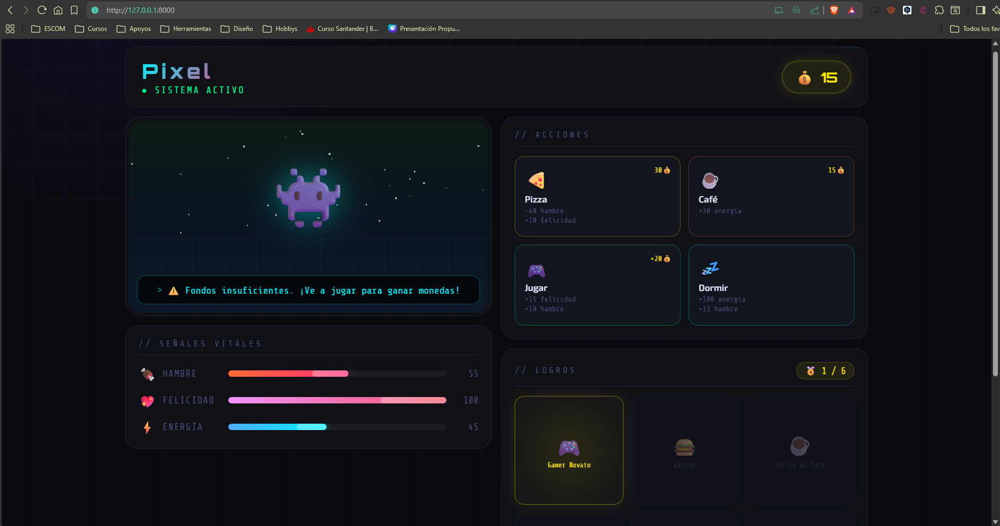 http://127.0.0.1:8000
ESCOM
Cursos
Apoyos
Herramientas
Diseño
Hobbys
Curso Santander | B...
Presentación Propu...
Todos los fav
Pixel
● SISTEMA ACTIVO
15
> ⚠ Fondos insuficientes. ¡Ve a jugar para ganar monedas!
// SEÑALES VITALES
HAMBRE 55
FELICIDAD 100
ENERGÍA 45
// ACCIONES
30
Pizza
-40 hambre
+10 felicidad
15
Café
+30 energía
+20
Jugar
+15 felicidad
+10 hambre
Dormir
+100 energía
+15 hambre
// LOGROS
1 / 6
Gamer Novato
Glotón
Adicto al Café